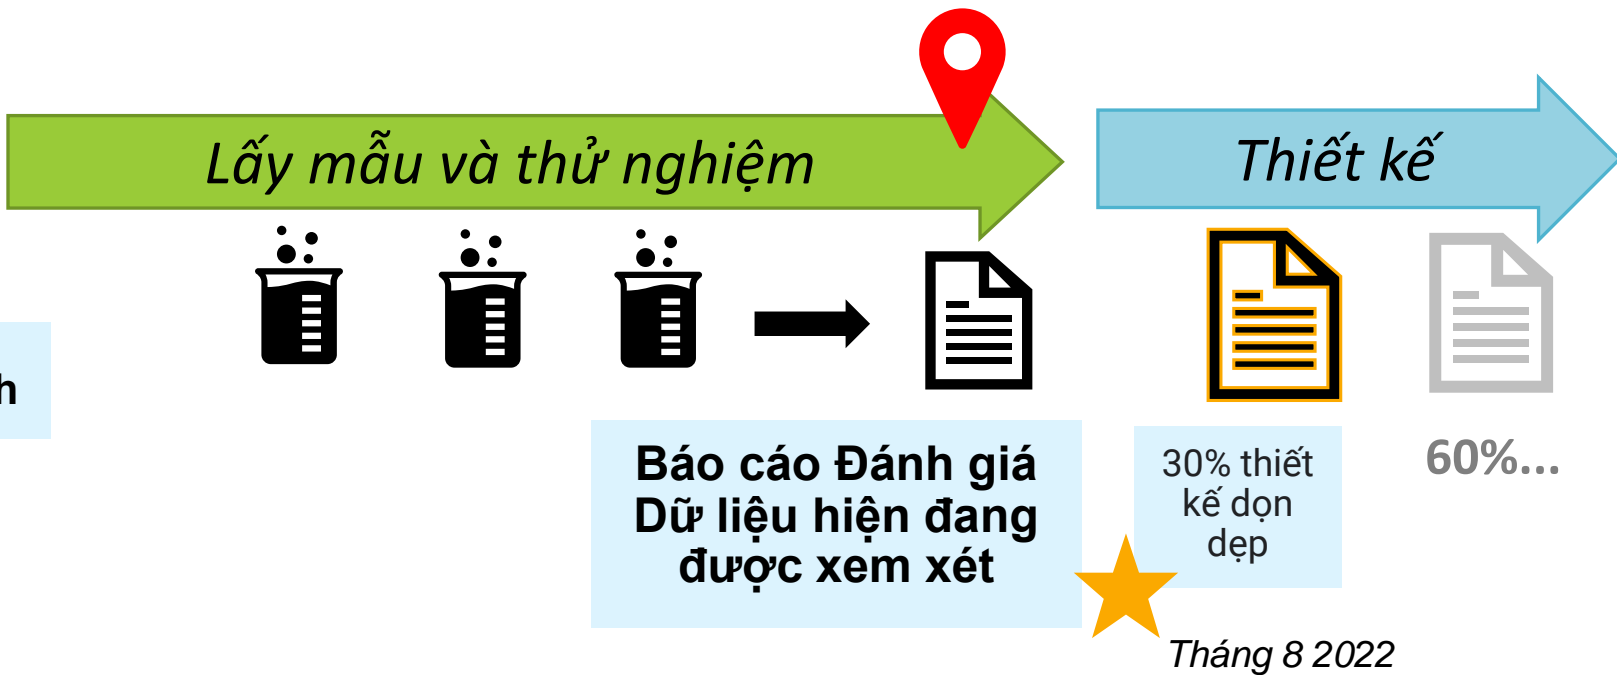 Lấy mẫu và thử nghiệm
Thiết kế
h
Báo cáo Đánh giá
Dữ liệu hiện đang
được xem xét
30% thiết
kế dọn
dẹp
60%...
Tháng 8 2022